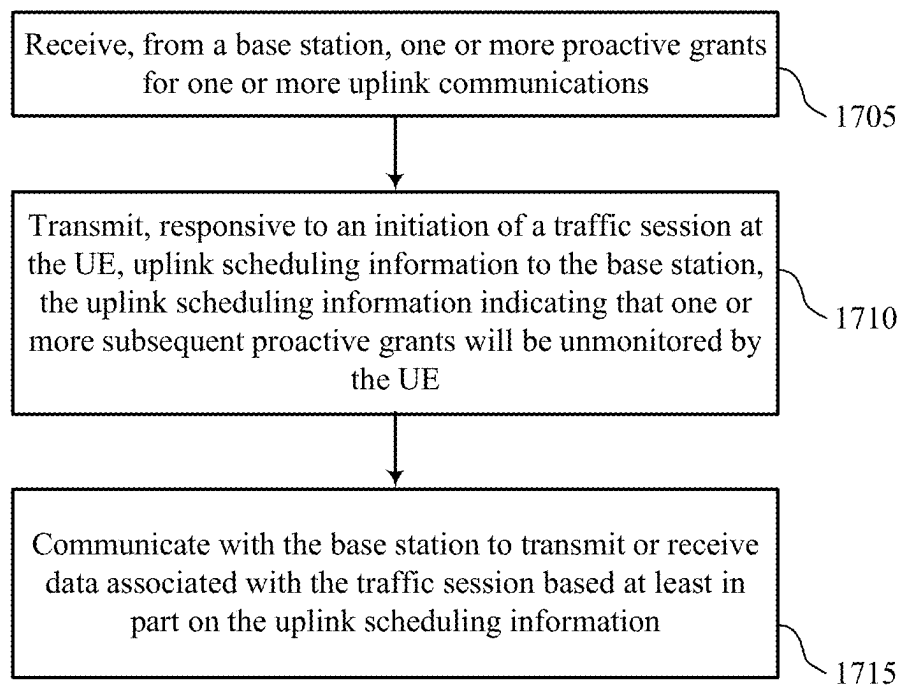 Receive, from a base station, one or more proactive grants
for one or more uplink communications
1705
Transmit, responsive to an initiation of a traffic session at
the UE, uplink scheduling information to the base station,
the uplink scheduling information indicating that one or
more subsequent proactive grants will be unmonitored by
the UE
1710
Communicate with the base station to transmit or receive
data associated with the traffic session based at least in
part on the uplink scheduling information
1715